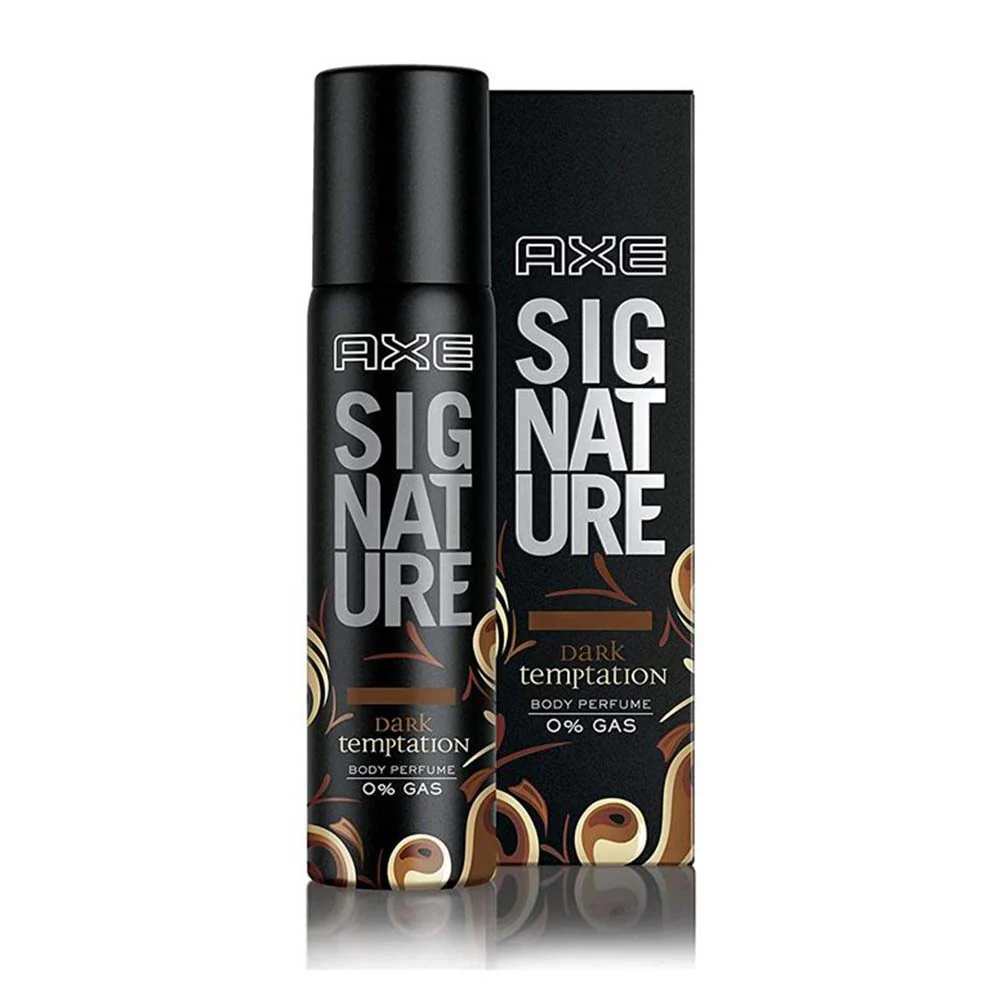 AXE
SIG
NAT
URE
DARK
temptation
BODY PERFUME
0% GAS
AXE
SIG
NAT
URE
DARK
temptation
BODY PERFUME
0% GAS